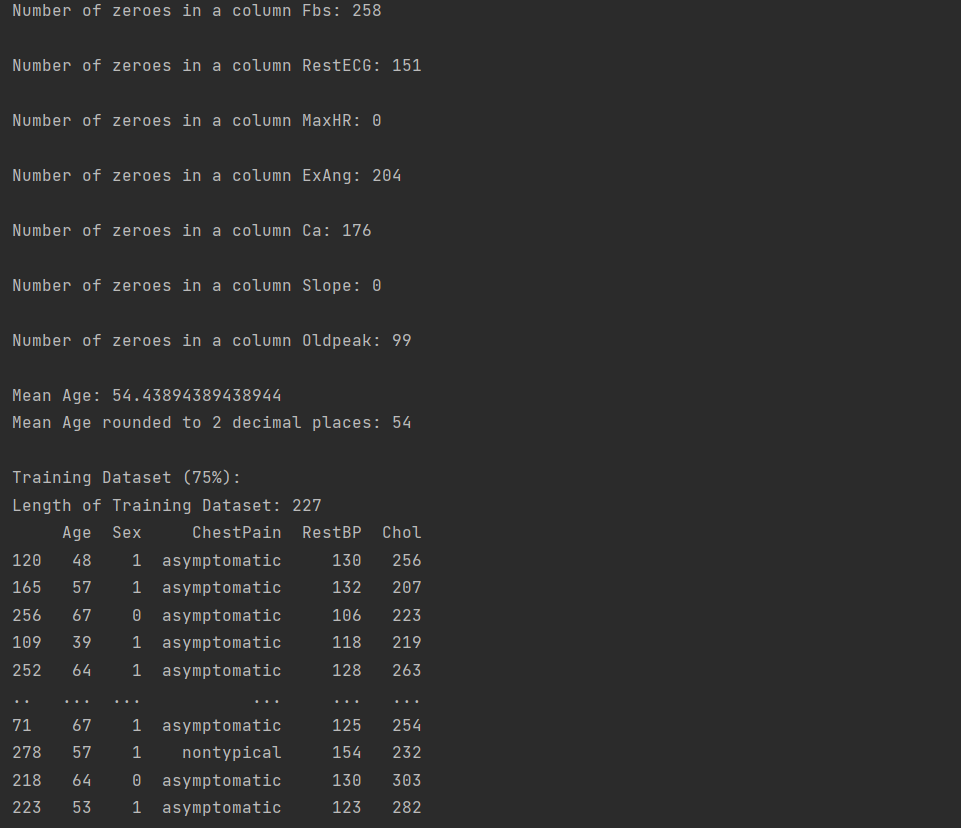 Number of zeroes in a column Fbs: 258
Number of zeroes in a column RestECG: 151
Number of zeroes in a column MaxHR: 0
Number of zeroes in a column ExAng: 204
Number of zeroes in a column Ca: 176
Number of zeroes in a column Slope: 0
Number of zeroes in a column Oldpeak: 99
Mean Age: 54.43894389438944
Mean Age rounded to 2 decimal places: 54
Training Dataset (75%):
Length of Training Dataset: 227
Age Sex ChestPain RestBP Chol
120 48 1 asymptomatic 130 256
165 57 1 asymptomatic 132 207
256 67 0 asymptomatic 106 223
109 39 1 asymptomatic 118 219
252 64 1 asymptomatic 128 263
.. ... ... ... ... ...
71 67 1 asymptomatic 125 254
278 57 1 nontypical 154 232
218 64 0 asymptomatic 130 303
223 53 1 asymptomatic 123 282